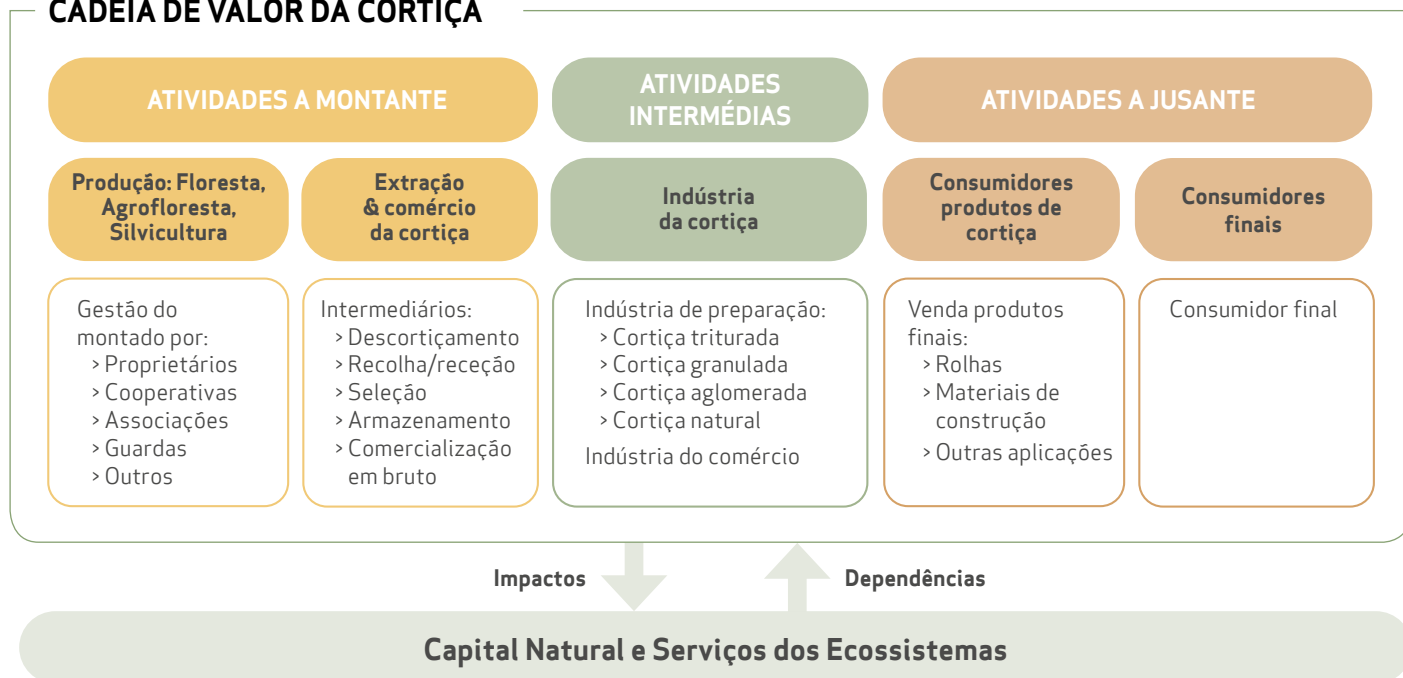 CADEIA DE VALOR DA CORTIÇA
ATIVIDADES A MONTANTE
ATIVIDADES
INTERMÉDIAS
ATIVIDADES A JUSANTE
Produção: Floresta,
Agrofloresta,
Silvicultura
Extração
& comércio
da cortiça
Indústria
da cortiça
Consumidores
produtos de
cortiça
Consumidores
finais
Gestão do
montado por:
> Proprietários
> Cooperativas
> Associações
> Guardas
> Outros
Intermediários:
> Descortiçamento
> Recolha/receção
> Seleção
> Armazenamento
> Comercialização
em bruto
Indústria de preparação:
> Cortiça triturada
> Cortiça granulada
> Cortiça aglomerada
> Cortiça natural
Indústria do comércio
Venda produtos
finais:
> Rolhas
> Materiais de
construção
> Outras aplicações
Consumidor final
Impactos
Dependências
Capital Natural e Serviços dos Ecossistemas